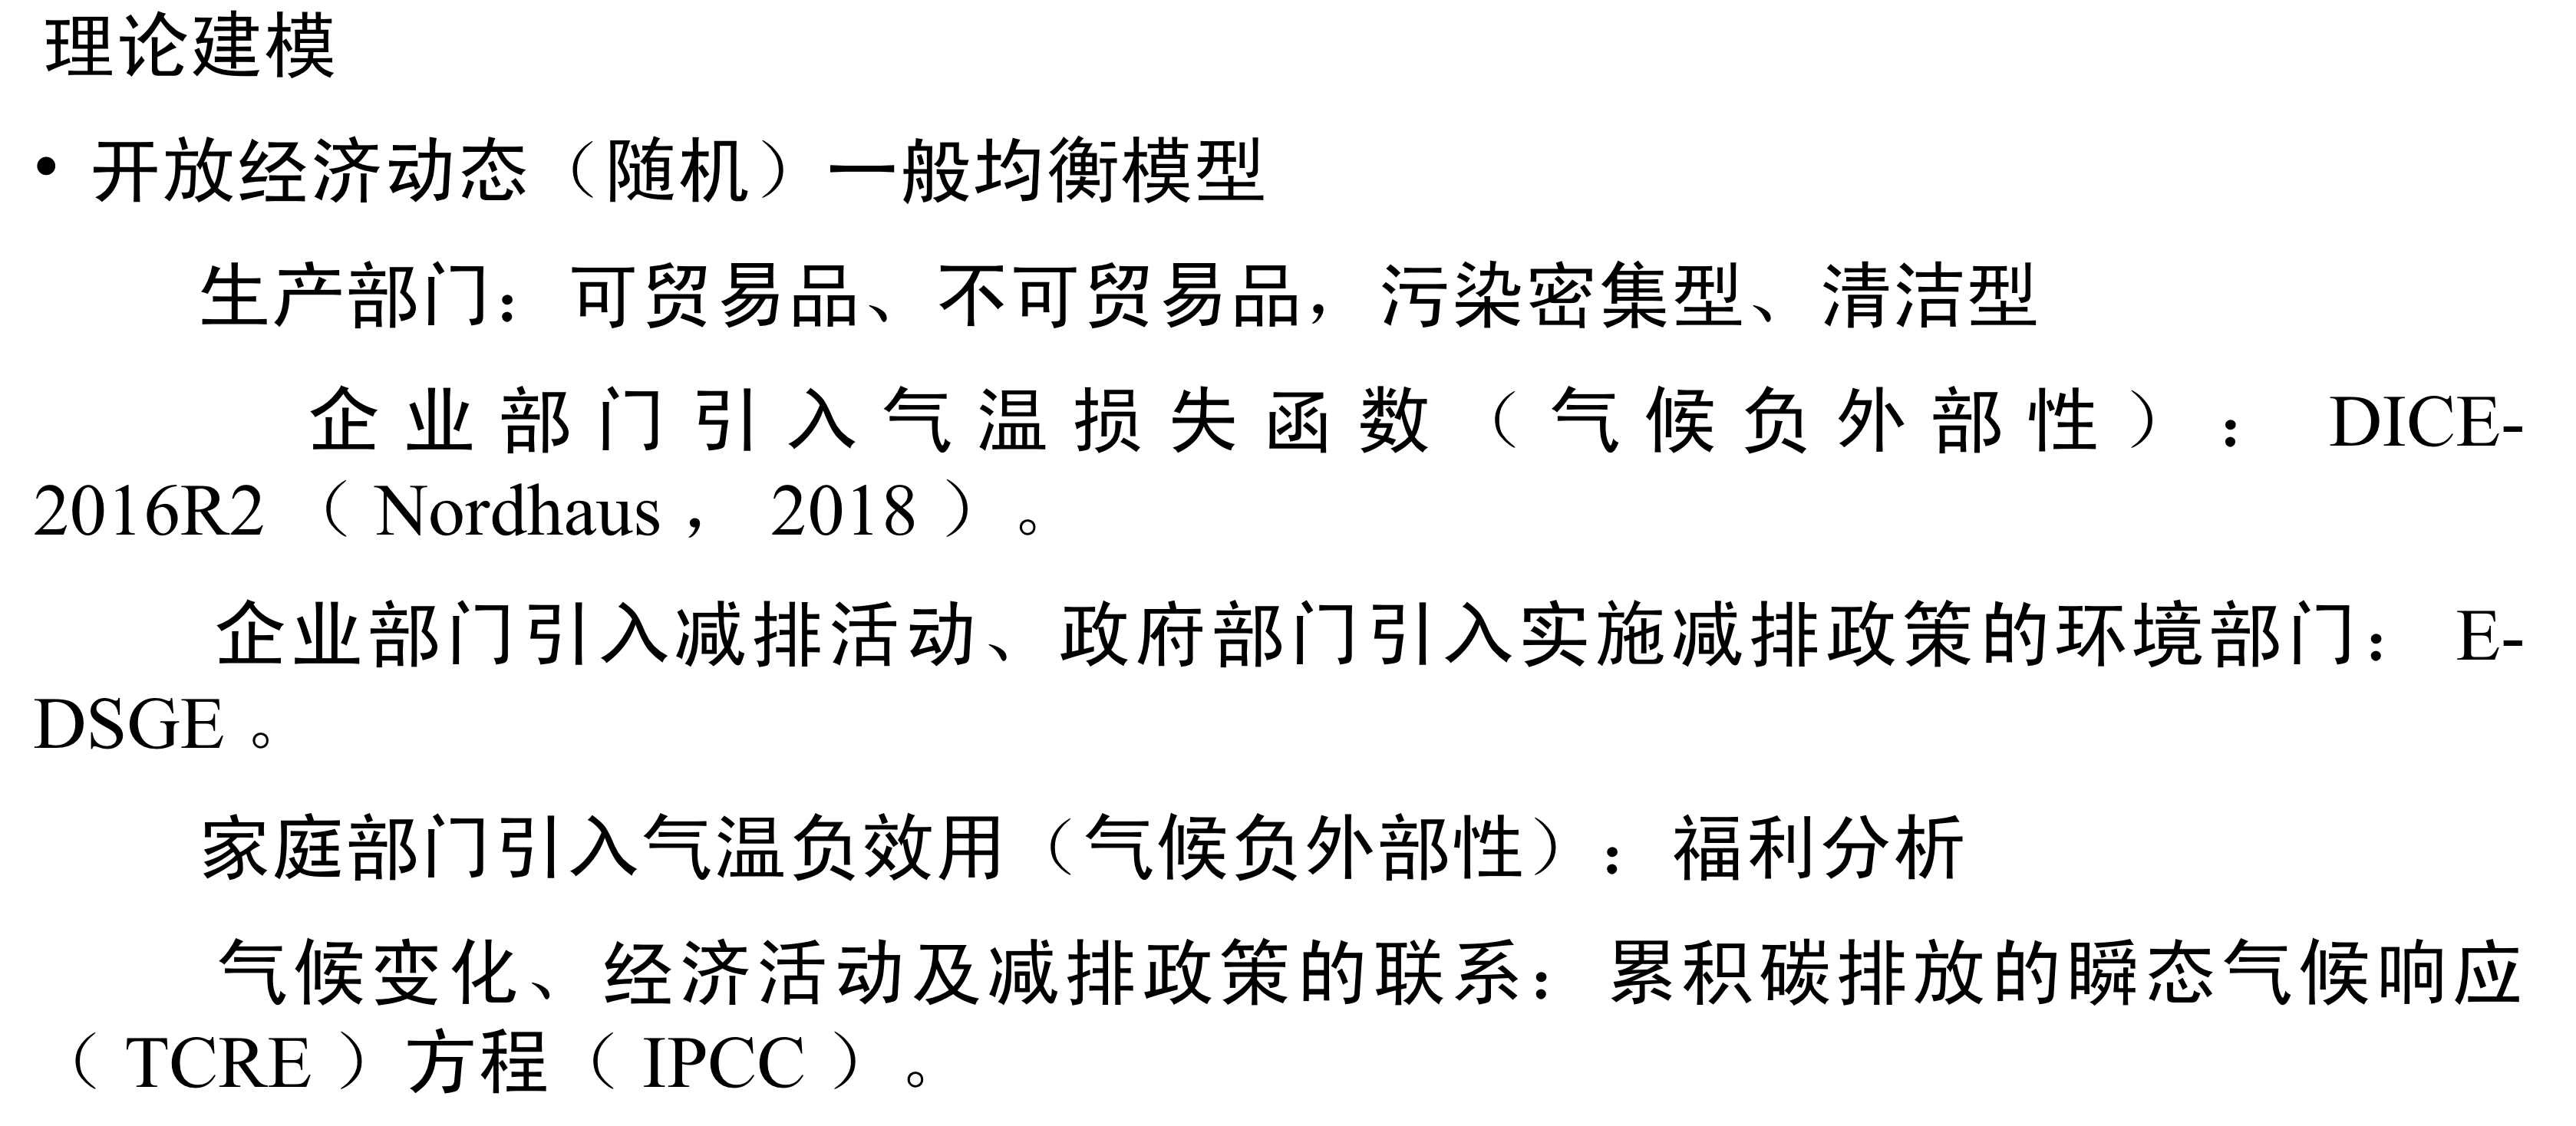 理论建模
• 开放经济动态（随机）一般均衡模型
生产部门：可贸易品、不可贸易品，污染密集型、清洁型
企业部门引入气温损失函数（气候负外部性）： DICE-
2016R2 （ Nordhaus ， 2018 ）。
企业部门引入减排活动、政府部门引入实施减排政策的环境部门： E-
DSGE 。
家庭部门引入气温负效用（气候负外部性）：福利分析
气候变化、经济活动及减排政策的联系：累积碳排放的瞬态气候响应
（ TCRE ）方程（ IPCC ）。